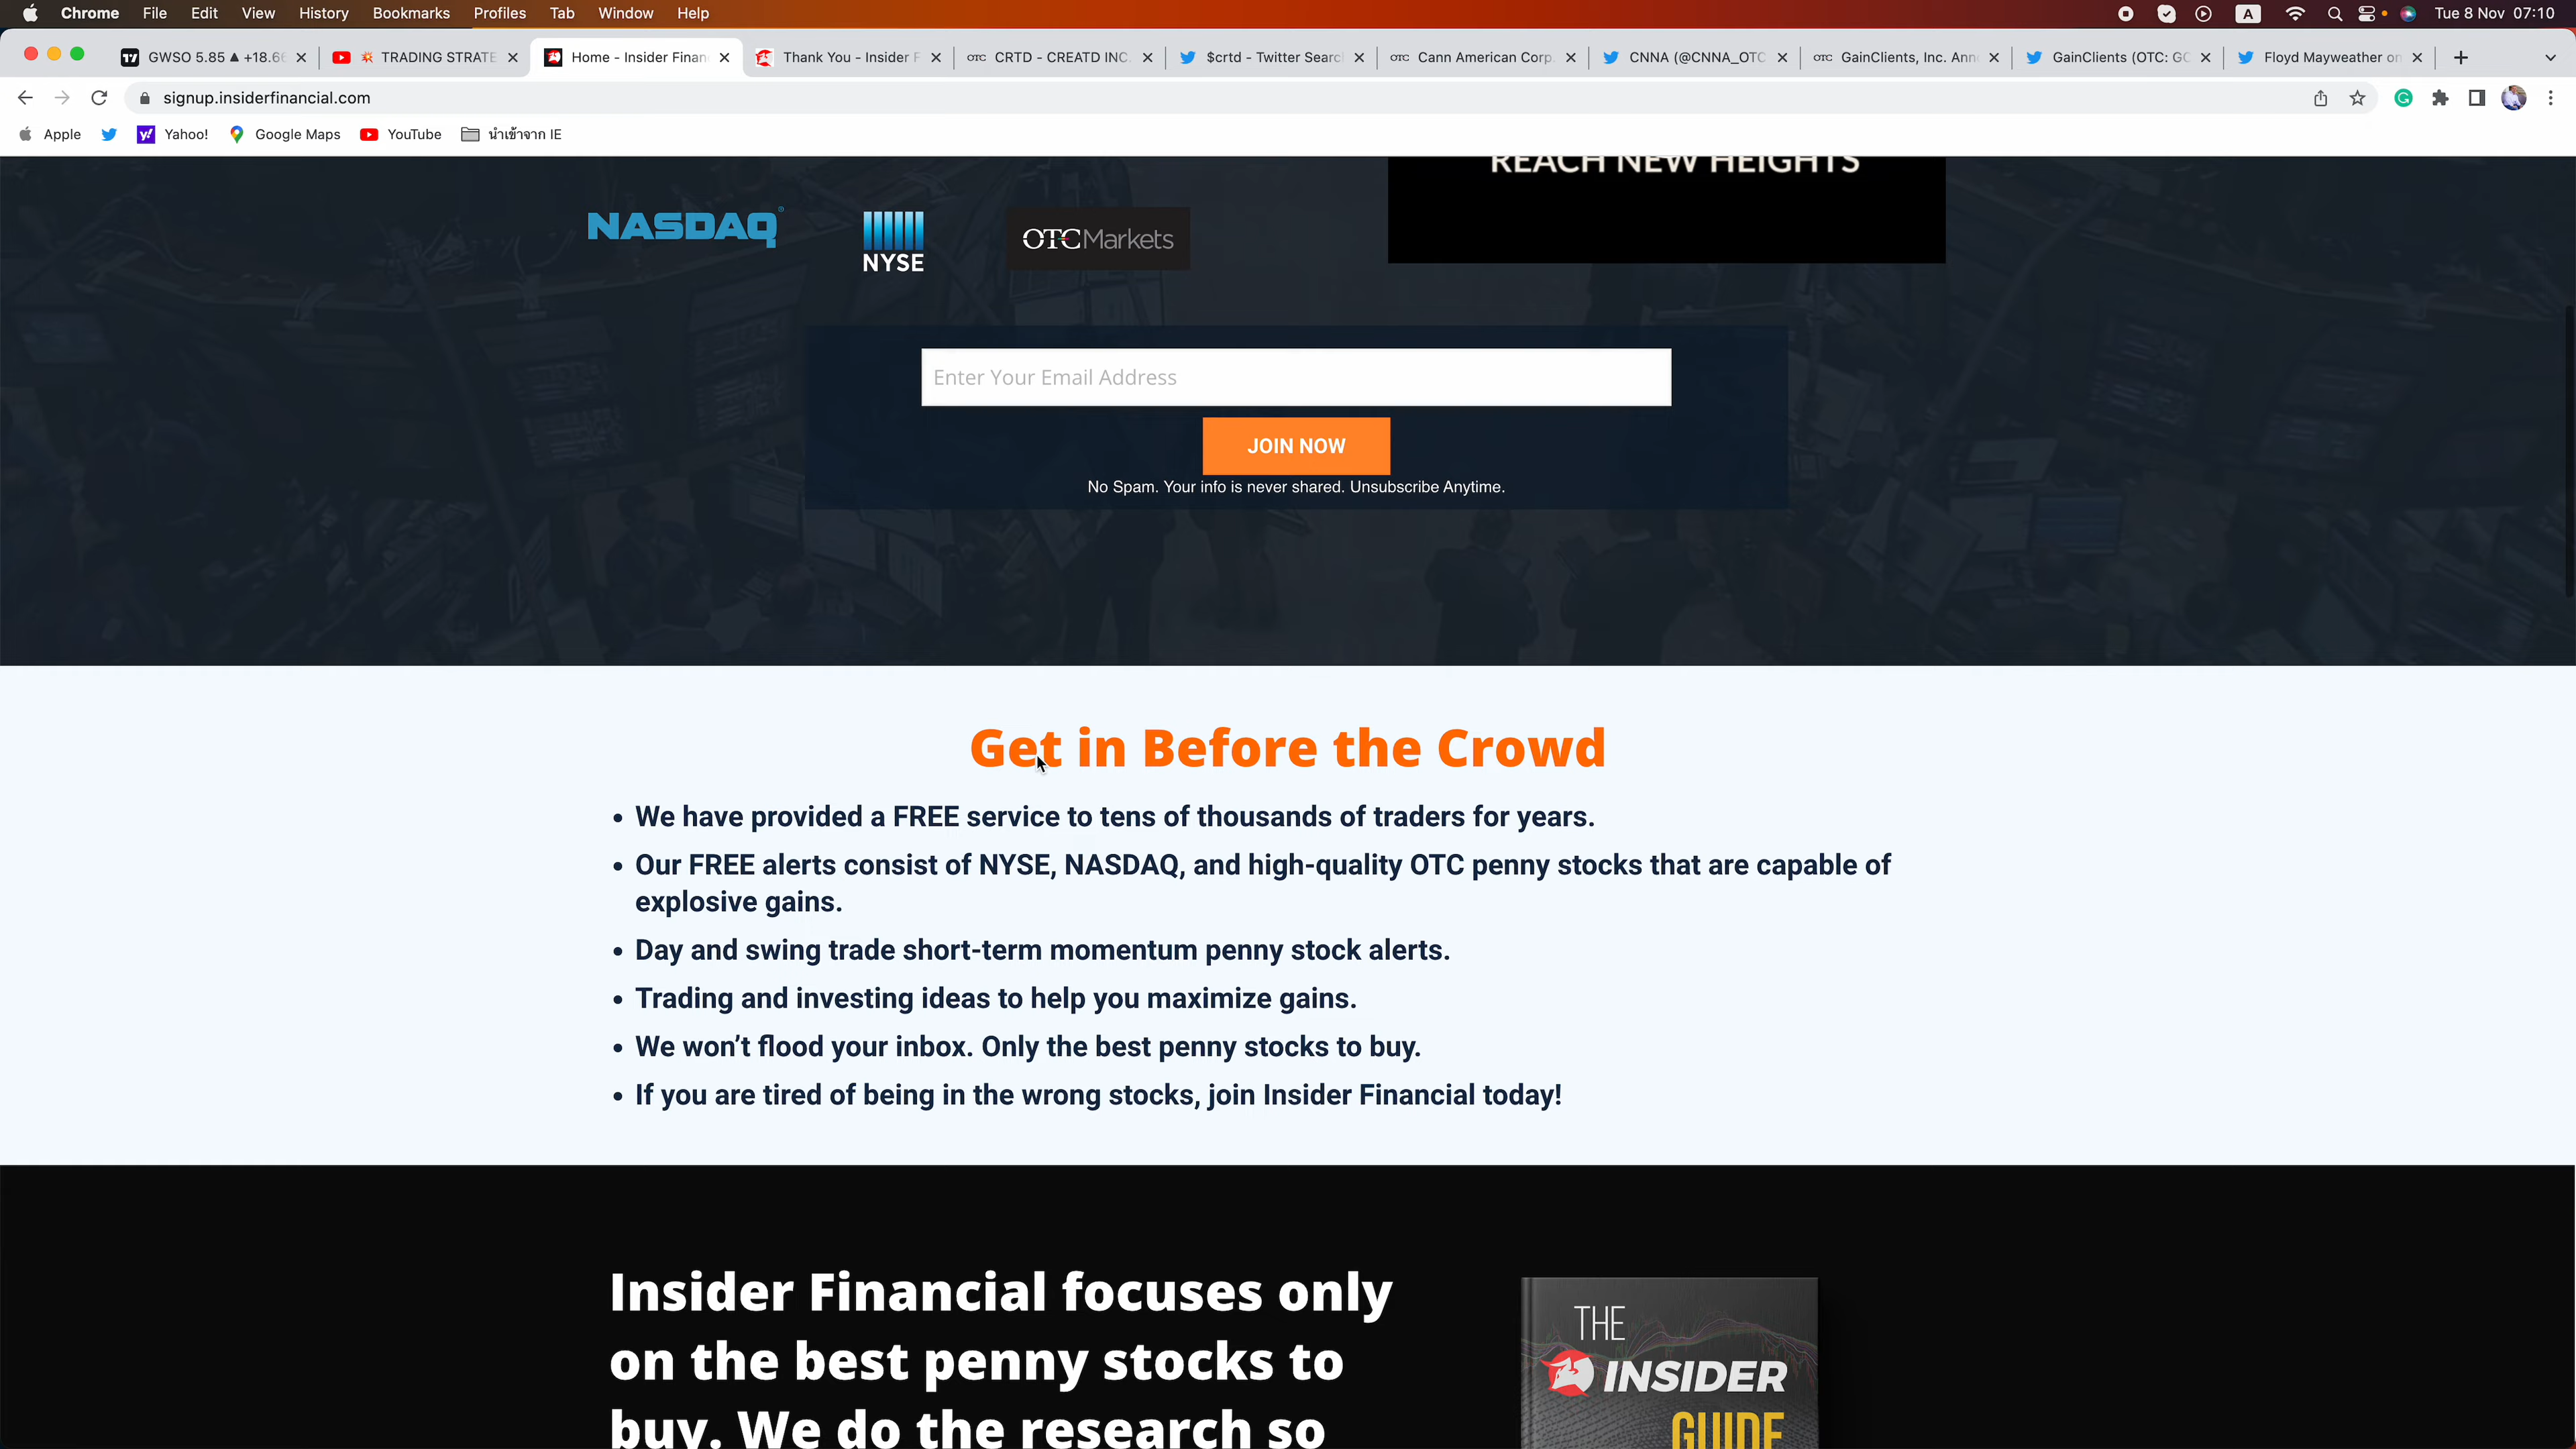 Chrome File Edit View History Bookmarks Profiles Tab Window Help A Tue 8 Nov 07:10
GWSO 5.85 ▲ +18.6 TRADING STRATE Home - Insider Finan Thank You - Insider F OTC CRTD - CREATD INC. $crtd - Twitter Searc OTC Cann American Corp. CNNA (@CNNA_OTC OTC GainClients, Inc. Ann GainClients (OTC: GC Floyd Mayweather on
signup.insiderfinancial.com
Apple Yahoo! Google Maps YouTube นำเข้าจาก IE
REACH NEW HEIGHTS
NASDAQ
NYSE
OTCMarkets
Enter Your Email Address
JOIN NOW
No Spam. Your info is never shared. Unsubscribe Anytime.
Get in Before the Crowd
• We have provided a FREE service to tens of thousands of traders for years.
• Our FREE alerts consist of NYSE, NASDAQ, and high-quality OTC penny stocks that are capable of
explosive gains.
• Day and swing trade short-term momentum penny stock alerts.
• Trading and investing ideas to help you maximize gains.
• We won’t flood your inbox. Only the best penny stocks to buy.
• If you are tired of being in the wrong stocks, join Insider Financial today!
Insider Financial focuses only
on the best penny stocks to
buy. We do the research so
THE
INSIDER
GUIDE